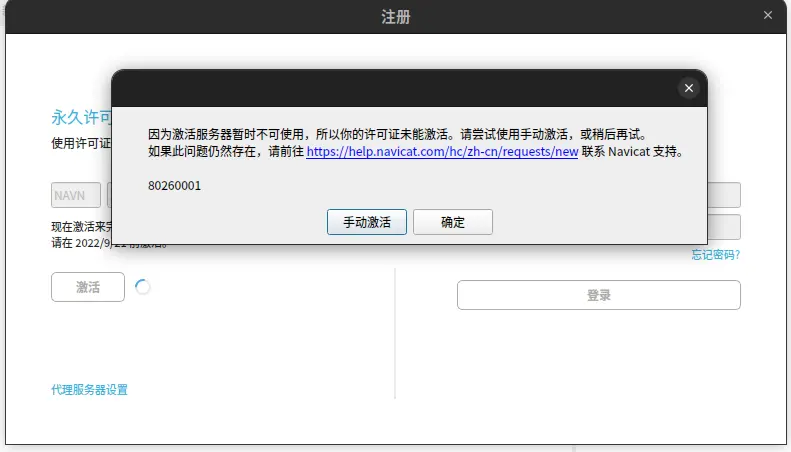 注册
永久许可
因为激活服务器暂时不可使用，所以你的许可证未能激活。请尝试使用手动激活，或稍后再试。
使用许可证
如果此问题仍然存在，请前往 https://help.navicat.com/hc/zh-cn/requests/new 联系 Navicat 支持。
80260001
NAVN
手动激活
确定
现在激活来
请在 2022/9/21 前激活。
忘记密码?
激活
登录
代理服务器设置